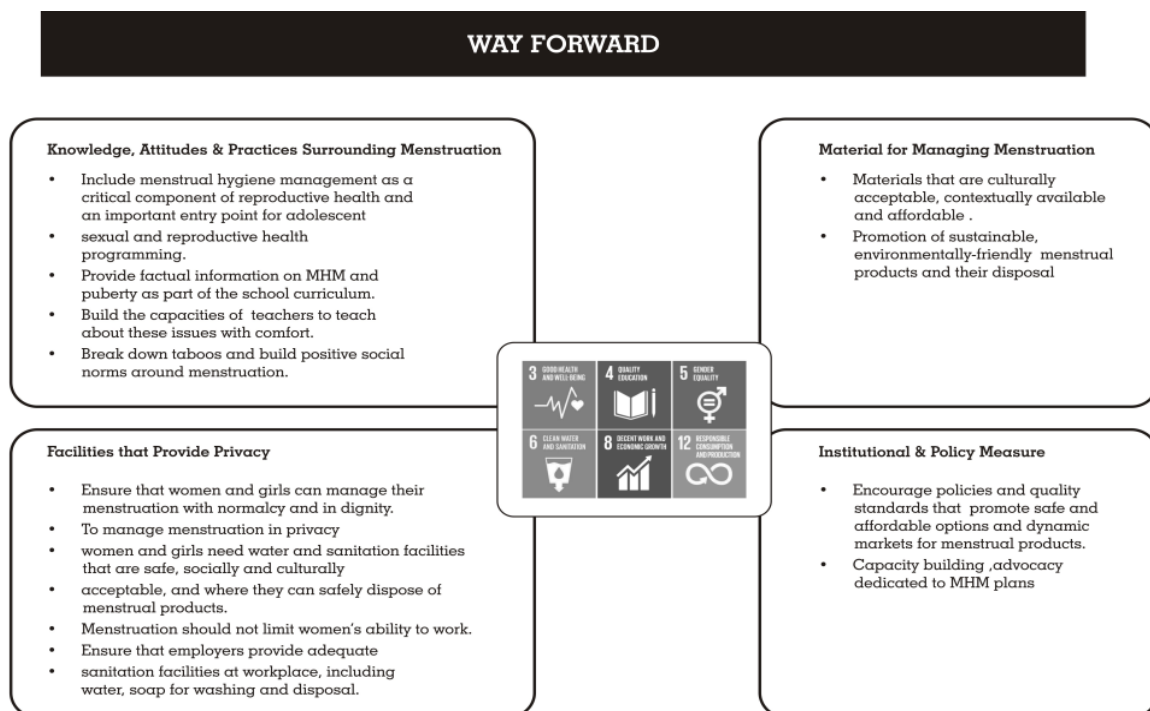 WAY FORWARD
Knowledge, Attitudes & Practices Surrounding Menstruation
• Include menstrual hygiene management as a
critical component of reproductive health and
an important entry point for adolescent
• sexual and reproductive health
programming.
• Provide factual information on MHM and
puberty as part of the school curriculum.
• Build the capacities of teachers to teach
about these issues with comfort.
• Break down taboos and build positive social
norms around menstruation.
Material for Managing Menstruation
• Materials that are culturally
acceptable, contextually available
and affordable .
• Promotion of sustainable,
environmentally-friendly menstrual
products and their disposal
3 GOOD HEALTH
AND WELL-BEING
4 QUALITY
EDUCATION
5 GENDER
EQUALITY
6 CLEAN WATER
AND SANITATION
8 DECENT WORK AND
ECONOMIC GROWTH
12 RESPONSIBLE
CONSUMPTION
AND PRODUCTION
Facilities that Provide Privacy
• Ensure that women and girls can manage their
menstruation with normalcy and in dignity.
• To manage menstruation in privacy
• women and girls need water and sanitation facilities
that are safe, socially and culturally
• acceptable, and where they can safely dispose of
menstrual products.
• Menstruation should not limit women's ability to work.
• Ensure that employers provide adequate
• sanitation facilities at workplace, including
water, soap for washing and disposal.
Institutional & Policy Measure
• Encourage policies and quality
standards that promote safe and
affordable options and dynamic
markets for menstrual products.
• Capacity building ,advocacy
dedicated to MHM plans